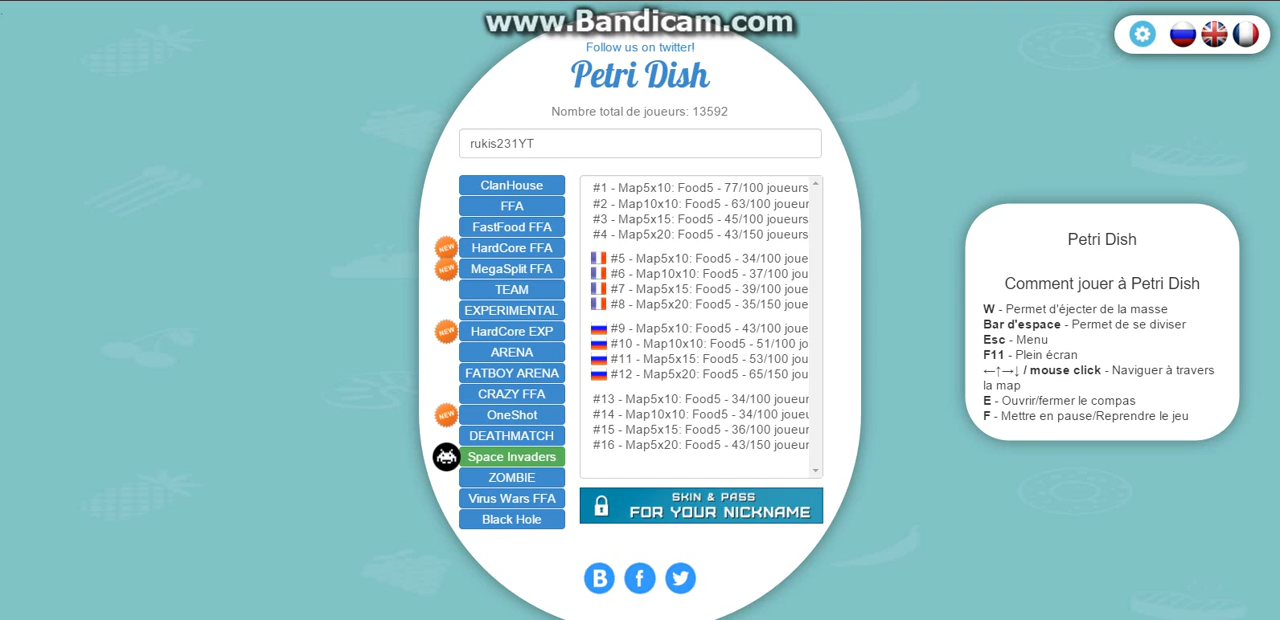 www.Bandicam.com
Follow us on twitter!
Petri Dish
Nombre total de joueurs: 13592
rukis231YT
ClanHouse
FFA
FastFood FFA
NEW HardCore FFA
NEW MegaSplit FFA
TEAM
EXPERIMENTAL
NEW HardCore EXP
ARENA
FATBOY ARENA
CRAZY FFA
NEW OneShot
DEATHMATCH
Space Invaders
ZOMBIE
Virus Wars FFA
Black Hole
#1 - Map5x10: Food5 - 77/100 joueurs
#2 - Map10x10: Food5 - 63/100 joueur
#3 - Map5x15: Food5 - 45/100 joueurs
#4 - Map5x20: Food5 - 43/150 joueurs
#5 - Map5x10: Food5 - 34/100 joue
#6 - Map10x10: Food5 - 37/100 jou
#7 - Map5x15: Food5 - 39/100 joue
#8 - Map5x20: Food5 - 35/150 joue
#9 - Map5x10: Food5 - 43/100 joue
#10 - Map10x10: Food5 - 51/100 jo
#11 - Map5x15: Food5 - 53/100 jou
#12 - Map5x20: Food5 - 65/150 jou
#13 - Map5x10: Food5 - 34/100 joueur
#14 - Map10x10: Food5 - 34/100 joueu
#15 - Map5x15: Food5 - 36/100 joueur
#16 - Map5x20: Food5 - 43/150 joueur
SKIN & PASS
FOR YOUR NICKNAME
Petri Dish
Comment jouer à Petri Dish
W - Permet d'éjecter de la masse
Bar d'espace - Permet de se diviser
Esc - Menu
F11 - Plein écran
←↑→↓ / mouse click - Naviguer à travers
la map
E - Ouvrir/fermer le compas
F - Mettre en pause/Reprendre le jeu